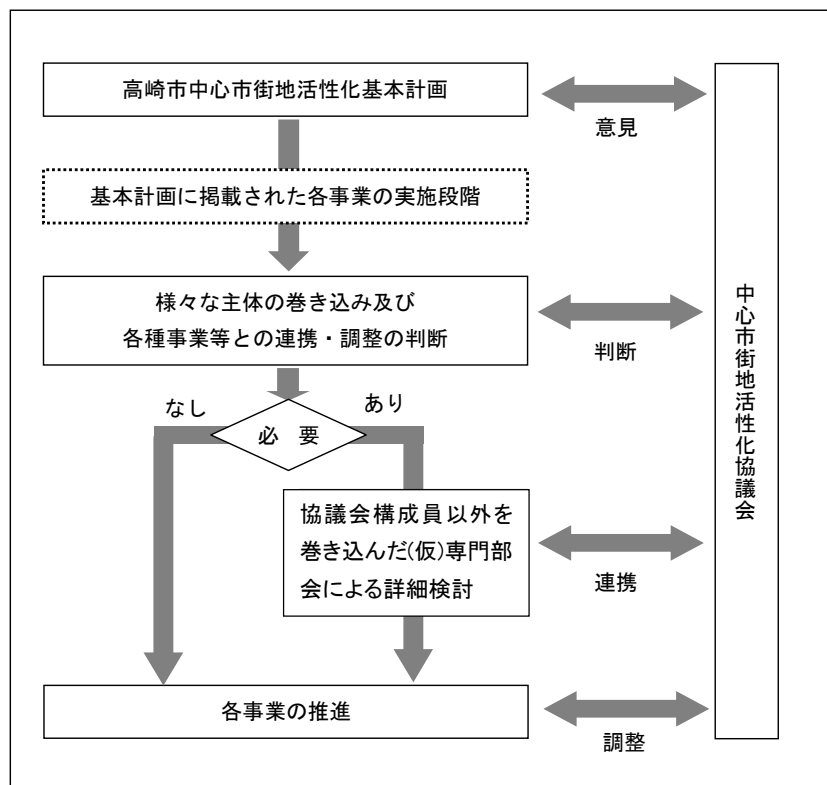 高崎市中心市街地活性化基本計画
意見
基本計画に掲載された各事業の実施段階
様々な主体の巻き込み及び
各種事業等との連携・調整の判断
判断
なし
あり
必 要
協議会構成員以外を
巻き込んだ(仮)専門部
会による詳細検討
連携
各事業の推進
調整
中心市街地活性化協議会